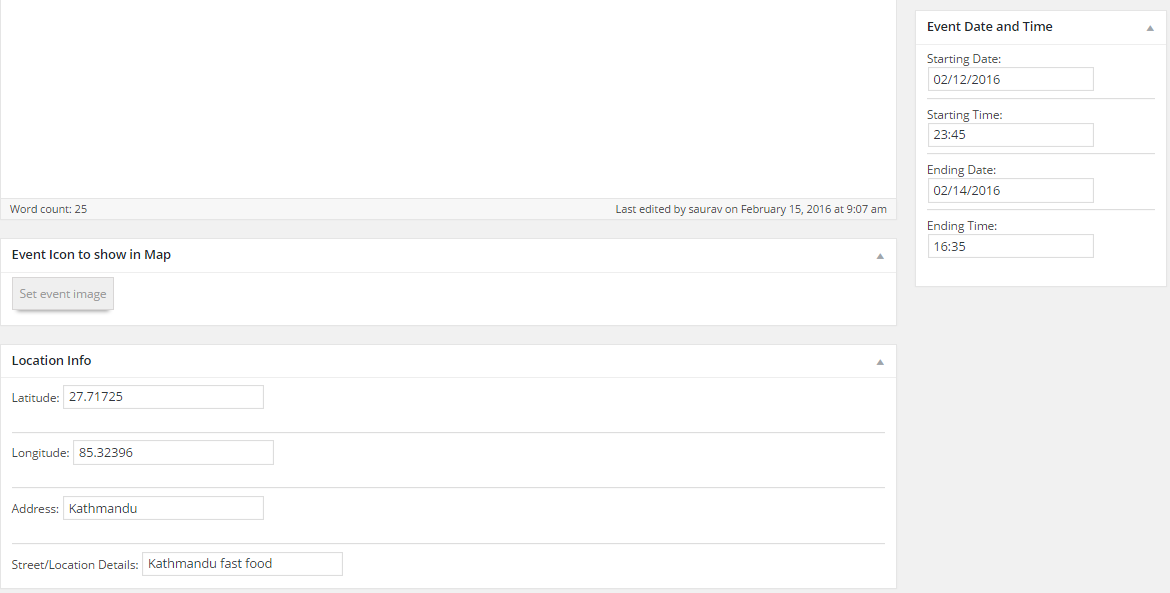 Word count: 25
Last edited by saurav on February 15, 2016 at 9:07 am
Event Icon to show in Map
Set event image
Location Info
Latitude: 27.71725
Longitude: 85.32396
Address: Kathmandu
Street/Location Details: Kathmandu fast food
Event Date and Time
Starting Date:
02/12/2016
Starting Time:
23:45
Ending Date:
02/14/2016
Ending Time:
16:35